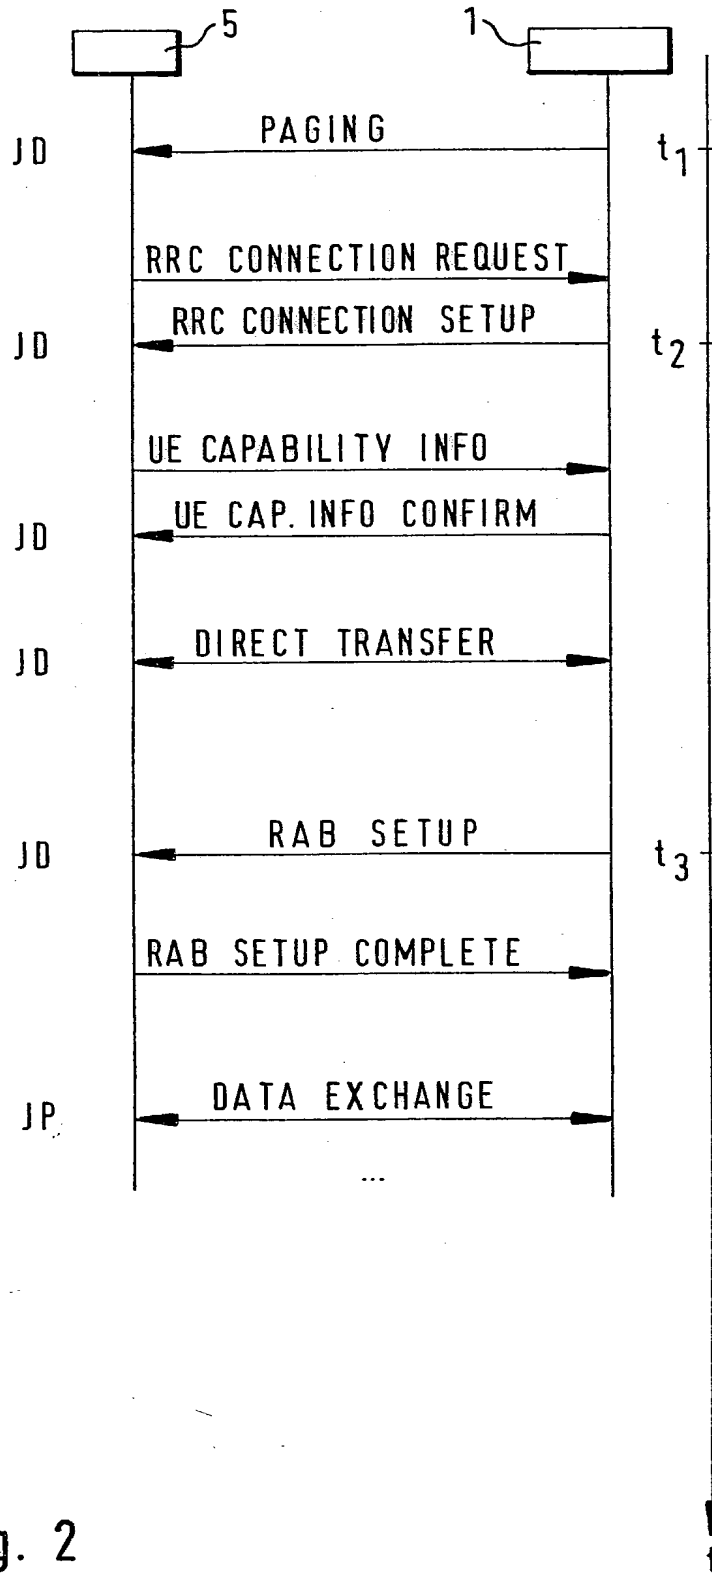 5 1
JD PAGING t1
RRC CONNECTION REQUEST
JD RRC CONNECTION SETUP t2
UE CAPABILITY INFO
JD UE CAP. INFO CONFIRM
JD DIRECT TRANSFER
JD RAB SETUP t3
RAB SETUP COMPLETE
JP DATA EXCHANGE
...
g. 2 t